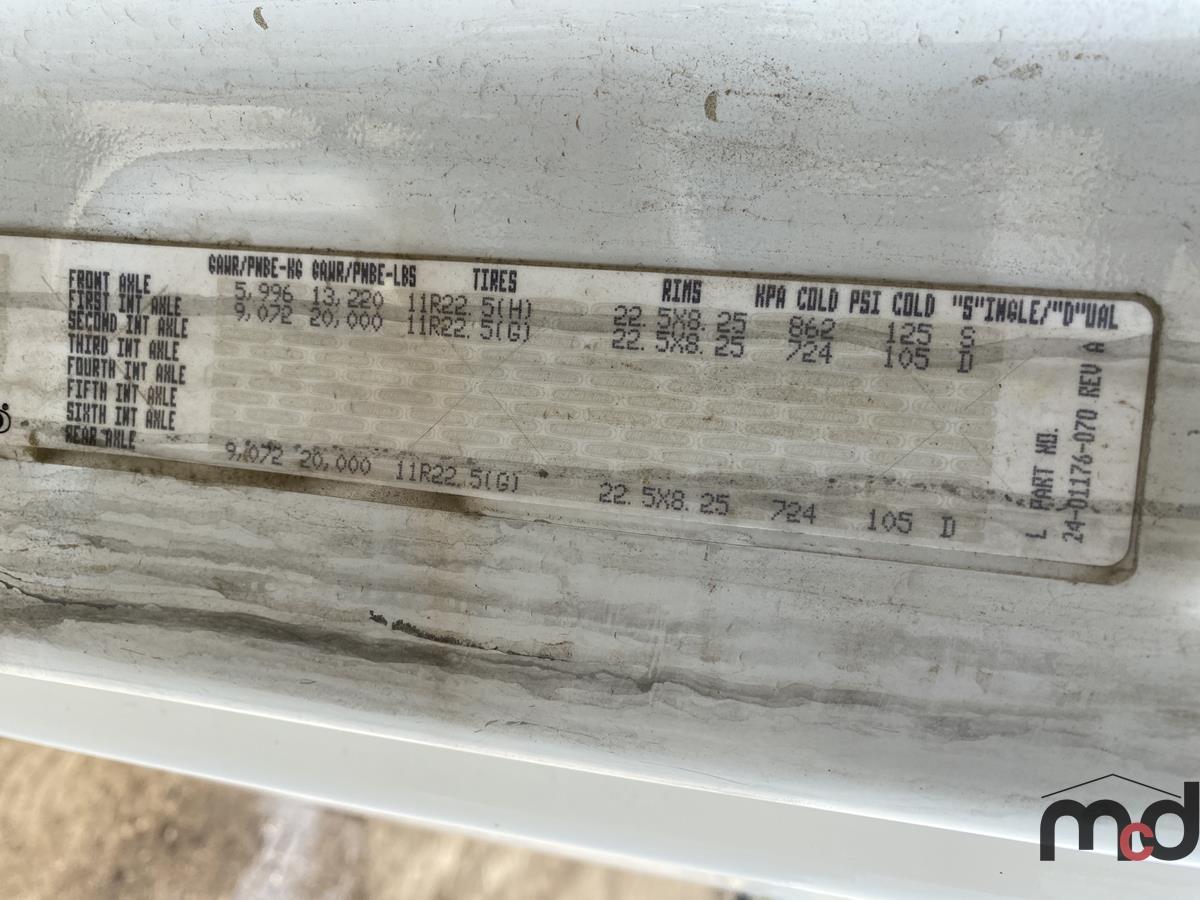 GAWR/PNBE-KG GAWR/PNBE-LBS TIRES RIMS KPA COLD PSI COLD "S"INGLE/"D"UAL
FRONT AXLE 5,996 13,220 11R22.5(H) 22.5X8.25 862 125 S
FIRST INT AXLE 9,072 20,000 11R22.5(G) 22.5X8.25 724 105 D
SECOND INT AXLE
THIRD INT AXLE
FOURTH INT AXLE
FIFTH INT AXLE
SIXTH INT AXLE
REAR AXLE 9,072 20,000 11R22.5(G) 22.5X8.25 724 105 D
L PART NO.
24-01176-070 REV A
mcd